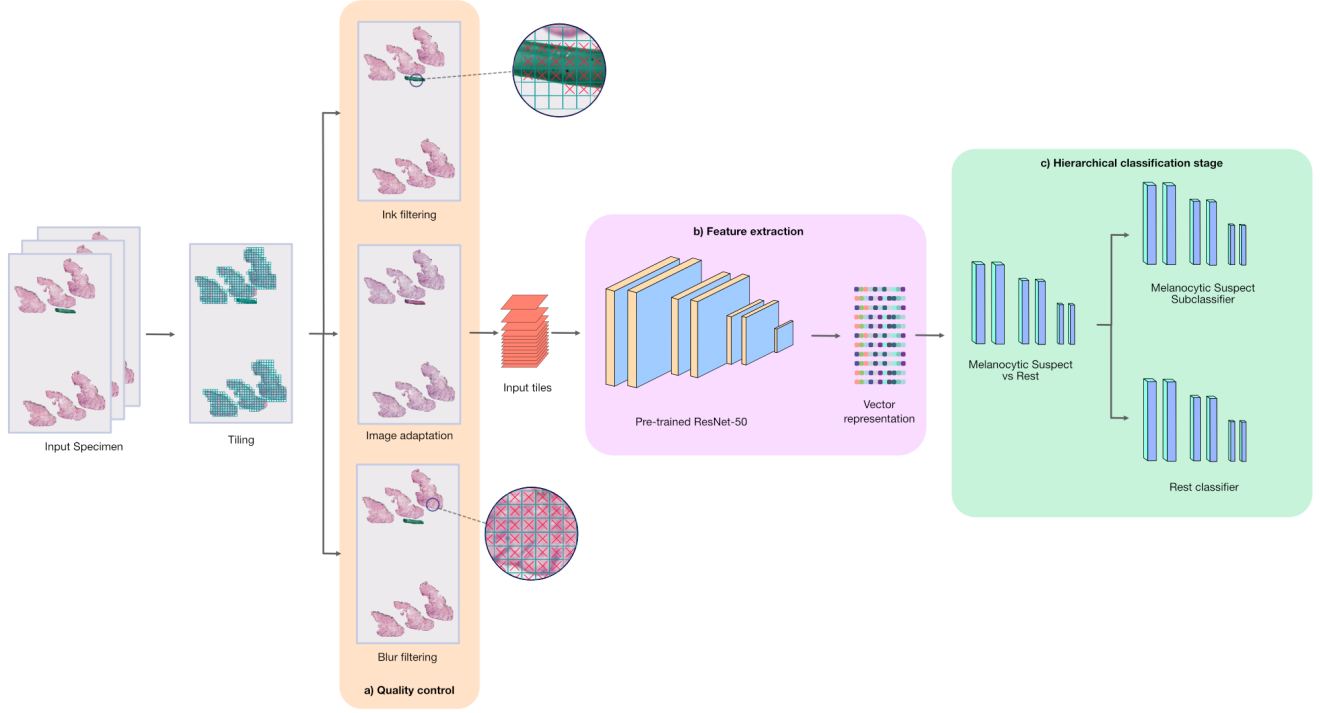 Input Specimen
Tiling
Ink filtering
Image adaptation
Blur filtering
a) Quality control
Input tiles
b) Feature extraction
Pre-trained ResNet-50
Vector
representation
c) Hierarchical classification stage
Melanocytic Suspect
vs Rest
Melanocytic Suspect
Subclassifier
Rest classifier